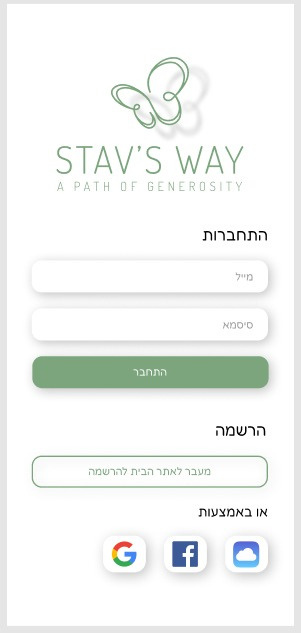 STAV'S WAY
A PATH OF GENEROSITY
התחברות
מייל
סיסמא
התחבר
הרשמה
מעבר לאתר הבית להרשמה
או באמצעות